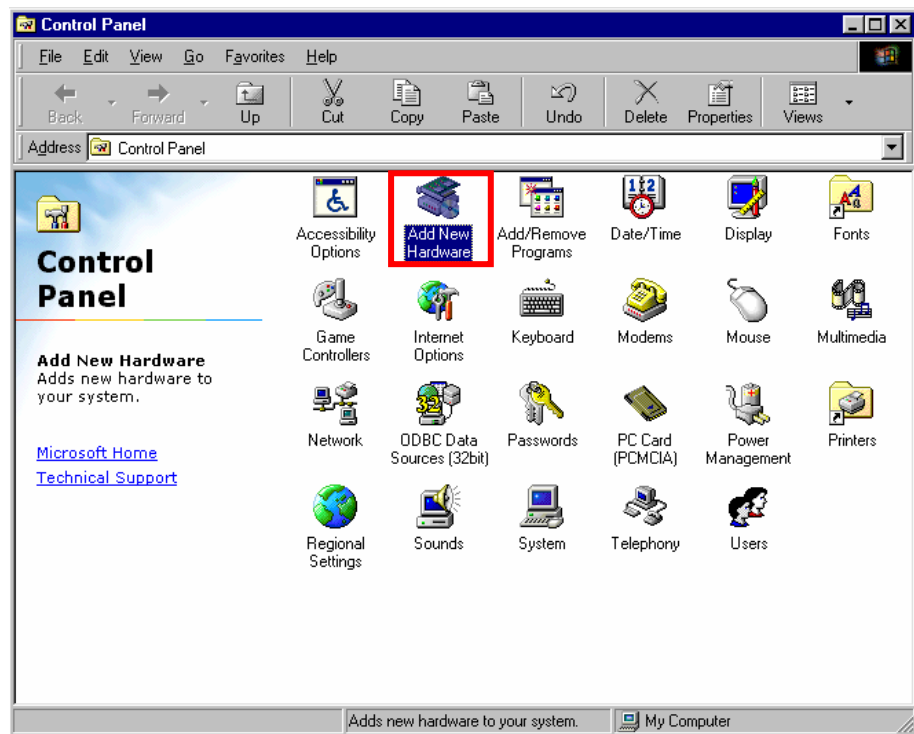 Control Panel
File Edit View Go Favorites Help
Back Forward Up Cut Copy Paste Undo Delete Properties Views
Address Control Panel
Control
Panel
Add New Hardware
Adds new hardware to
your system.
Microsoft Home
Technical Support
Accessibility
Options
Add New
Hardware
Add/Remove
Programs
Date/Time
Display
Fonts
Game
Controllers
Internet
Options
Keyboard
Modems
Mouse
Multimedia
Network
ODBC Data
Sources (32bit)
Passwords
PC Card
(PCMCIA)
Power
Management
Printers
Regional
Settings
Sounds
System
Telephony
Users
Adds new hardware to your system.
My Computer